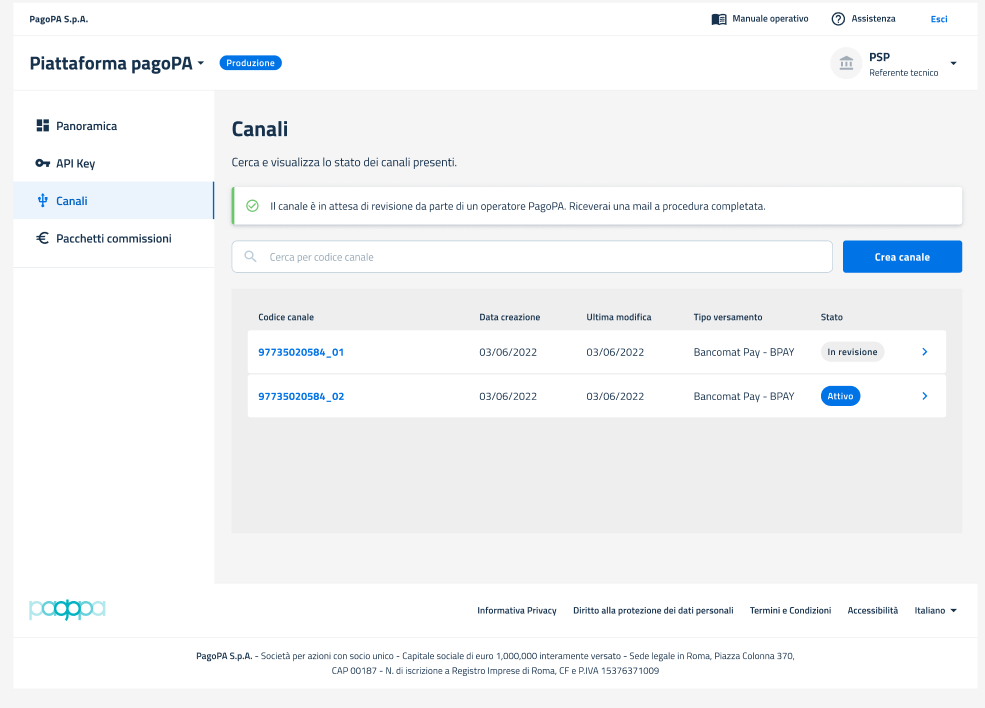 PagoPA S.p.A.
Manuale operativo
Assistenza
Esci
Piattaforma pagoPA
Produzione
PSP
Referente tecnico
Panoramica
API Key
Canali
Pacchetti commissioni
Canali
Cerca e visualizza lo stato dei canali presenti.
Il canale è in attesa di revisione da parte di un operatore PagoPA. Riceverai una mail a procedura completata.
Cerca per codice canale
Crea canale
Codice canale Data creazione Ultima modifica Tipo versamento Stato
97735020584_01 03/06/2022 03/06/2022 Bancomat Pay - BPAY In revisione
97735020584_02 03/06/2022 03/06/2022 Bancomat Pay - BPAY Attivo
pagopa
Informativa Privacy Diritto alla protezione dei dati personali Termini e Condizioni Accessibilità Italiano
PagoPA S.p.A. - Società per azioni con socio unico - Capitale sociale di euro 1,000,000 interamente versato - Sede legale in Roma, Piazza Colonna 370,
CAP 00187 - N. di iscrizione a Registro Imprese di Roma, CF e P.IVA 15376371009